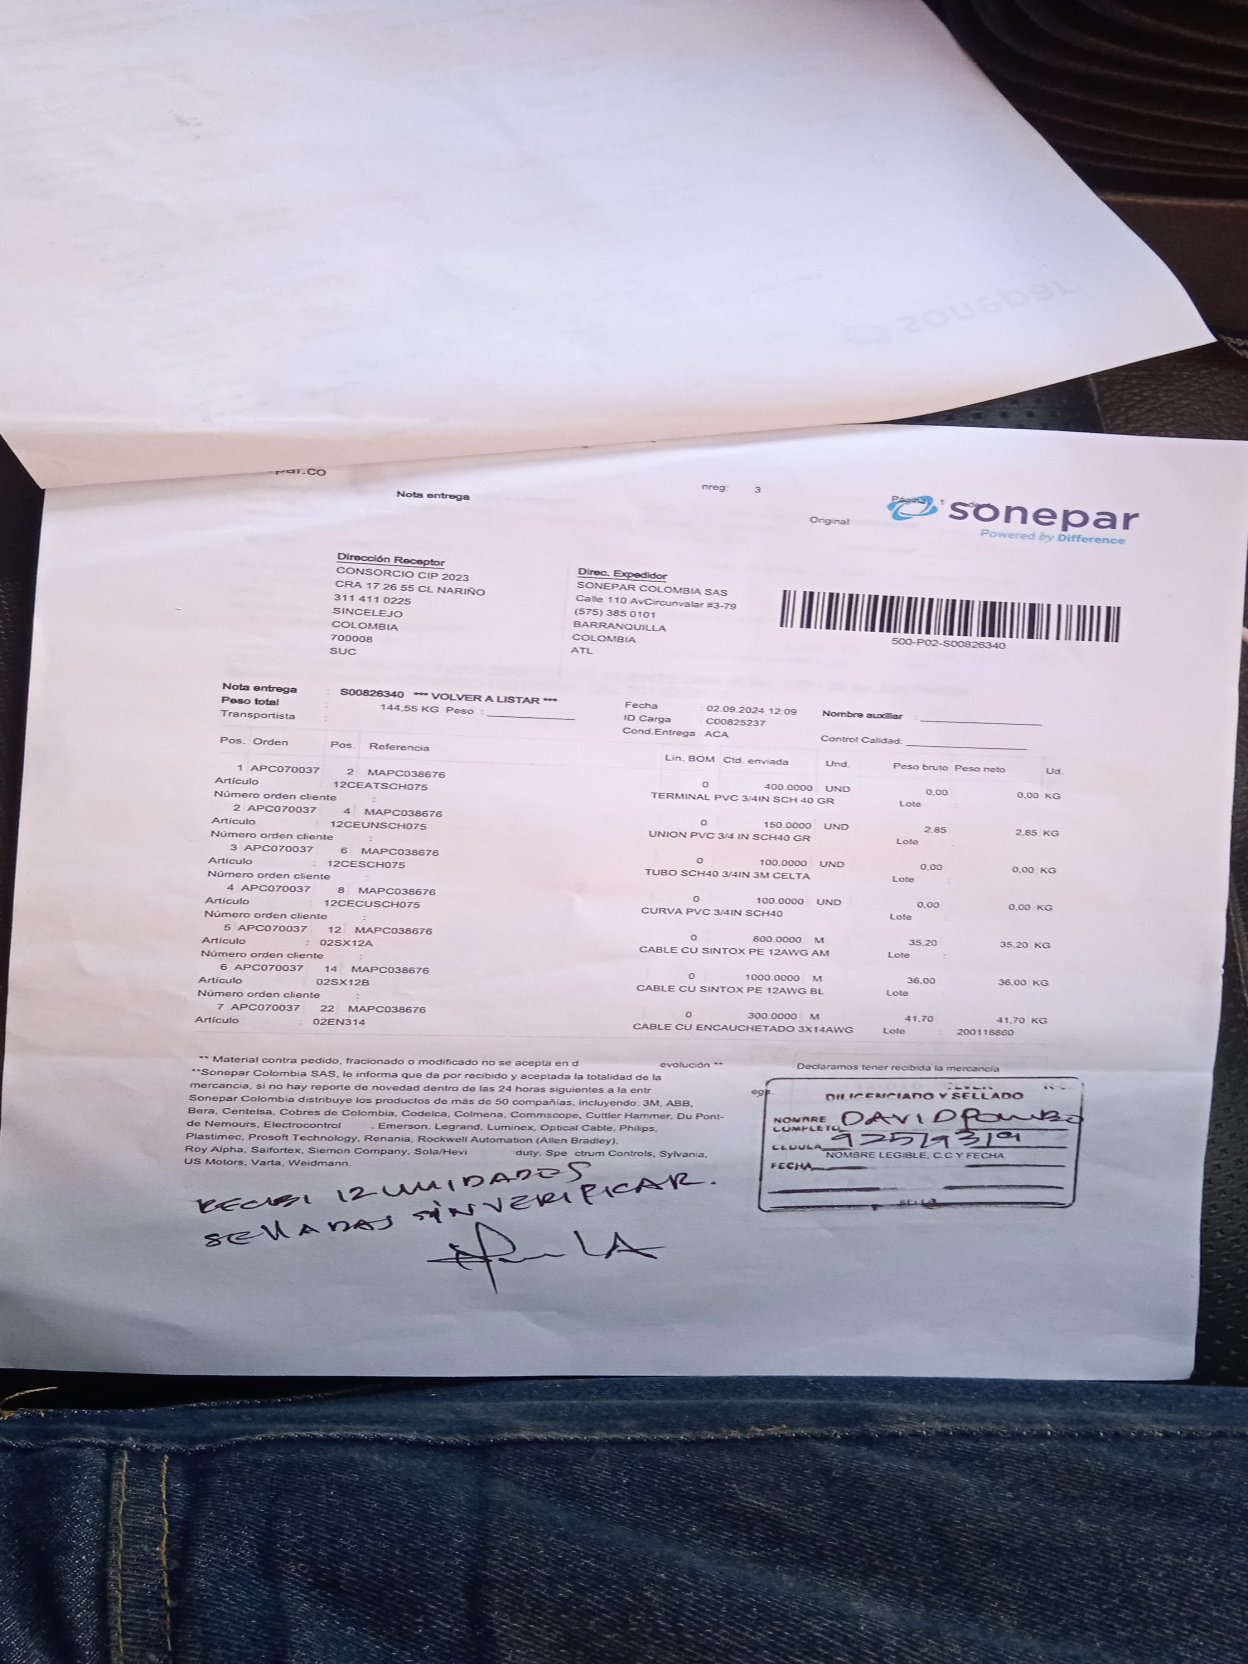 par.co
Nota entrega
nreg: 3
Original
Página 1 de
sonepar
Powered by Difference
Dirección Receptor
CONSORCIO CIP 2023
CRA 17 26 55 CL NARIÑO
311 411 0225
SINCELEJO
COLOMBIA
700008
SUC
Direc. Expedidor
SONEPAR COLOMBIA SAS
Calle 110 AvCircunvalar #3-79
(575) 385 0101
BARRANQUILLA
COLOMBIA
ATL
500-P02-S00826340
Nota entrega : S00826340 *** VOLVER A LISTAR ***
Peso total : 144,55 KG Peso :
Transportista :
Fecha : 02.09.2024 12:09
ID Carga : C00825237
Cond.Entrega : ACA
Nombre auxiliar :
Control Calidad:
Pos. Orden Pos. Referencia Lin. BOM Ctd. enviada Und. Peso bruto Peso neto Ud.
1 APC070037 2 MAPC038676 0 400.0000 UND 0,00 0,00 KG
Artículo : 12CEATSCH075 TERMINAL PVC 3/4IN SCH 40 GR Lote :
Número orden cliente :
2 APC070037 4 MAPC038676 0 150.0000 UND 2,85 2,85 KG
Artículo : 12CEUNSCH075 UNION PVC 3/4 IN SCH40 GR Lote :
Número orden cliente :
3 APC070037 6 MAPC038676 0 100.0000 UND 0,00 0,00 KG
Artículo : 12CESCH075 TUBO SCH40 3/4IN 3M CELTA Lote :
Número orden cliente :
4 APC070037 8 MAPC038676 0 100.0000 UND 0,00 0,00 KG
Artículo : 12CECUSCH075 CURVA PVC 3/4IN SCH40 Lote :
Número orden cliente :
5 APC070037 12 MAPC038676 0 800.0000 M 35,20 35,20 KG
Artículo : 02SX12A CABLE CU SINTOX PE 12AWG AM Lote :
Número orden cliente :
6 APC070037 14 MAPC038676 0 1000.0000 M 36,00 36,00 KG
Artículo : 02SX12B CABLE CU SINTOX PE 12AWG BL Lote :
Número orden cliente :
7 APC070037 22 MAPC038676 0 300.0000 M 41,70 41,70 KG
Artículo : 02EN314 CABLE CU ENCAUCHETADO 3X14AWG Lote : 200118860
** Material contra pedido, fraccionado o modificado no se acepta en d evolución **
**Sonepar Colombia SAS, le informa que da por recibido y aceptada la totalidad de la
mercancía, si no hay reporte de novedad dentro de las 24 horas siguientes a la entr ega.
Sonepar Colombia distribuye los productos de más de 50 compañías, incluyendo: 3M, ABB,
Bera, Centelsa, Cobres de Colombia, Codelca, Colmena, Commscope, Cuttler Hammer, Du Pont-
de Nemours, Electrocontrol . Emerson, Legrand, Luminex, Optical Cable, Philips,
Plastimec, Prosoft Technology, Renania, Rockwell Automation (Allen Bradley),
Roy Alpha, Saifortex, Siemon Company, Sola/Hevi duty, Spe ctrum Controls, Sylvania,
US Motors, Varta, Weidmann.
Declaramos tener recibida la mercancía
DILIGENCIADO Y SELLADO
NOMBRE COMPLETO DAVID POMBO
CEDULA
NOMBRE LEGIBLE, C.C Y FECHA
FECHA
SELLO
RECIBI 12 UNIDADES
SELLADAS SIN VERIFICAR.